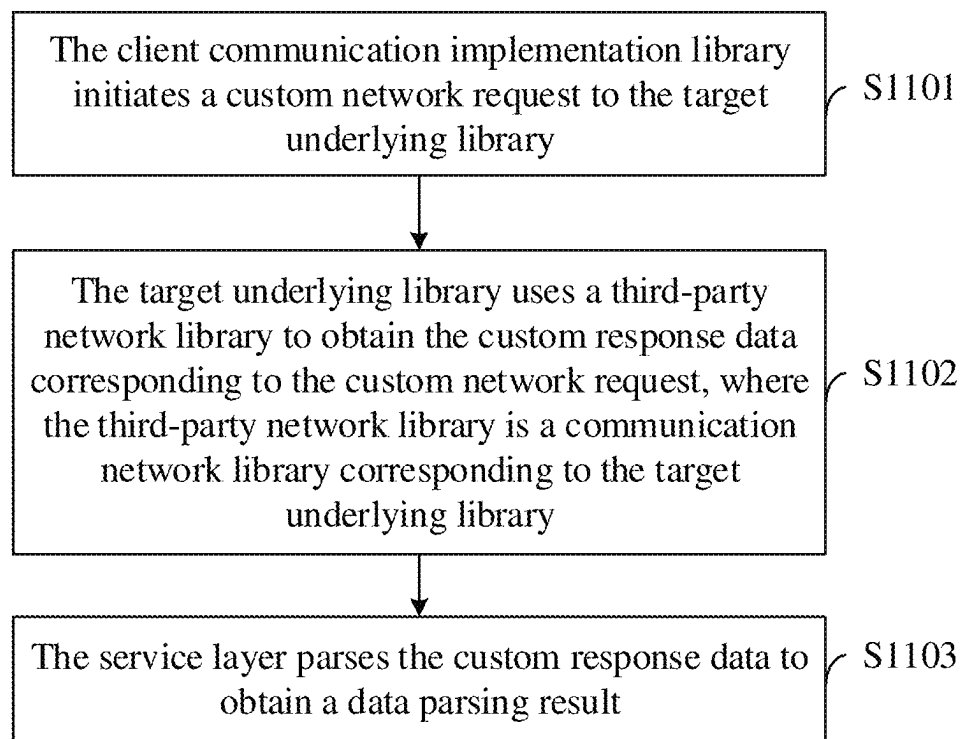 The client communication implementation library
initiates a custom network request to the target
underlying library
S1101
The target underlying library uses a third-party
network library to obtain the custom response data
corresponding to the custom network request, where
the third-party network library is a communication
network library corresponding to the target
underlying library
S1102
The service layer parses the custom response data to
obtain a data parsing result
S1103